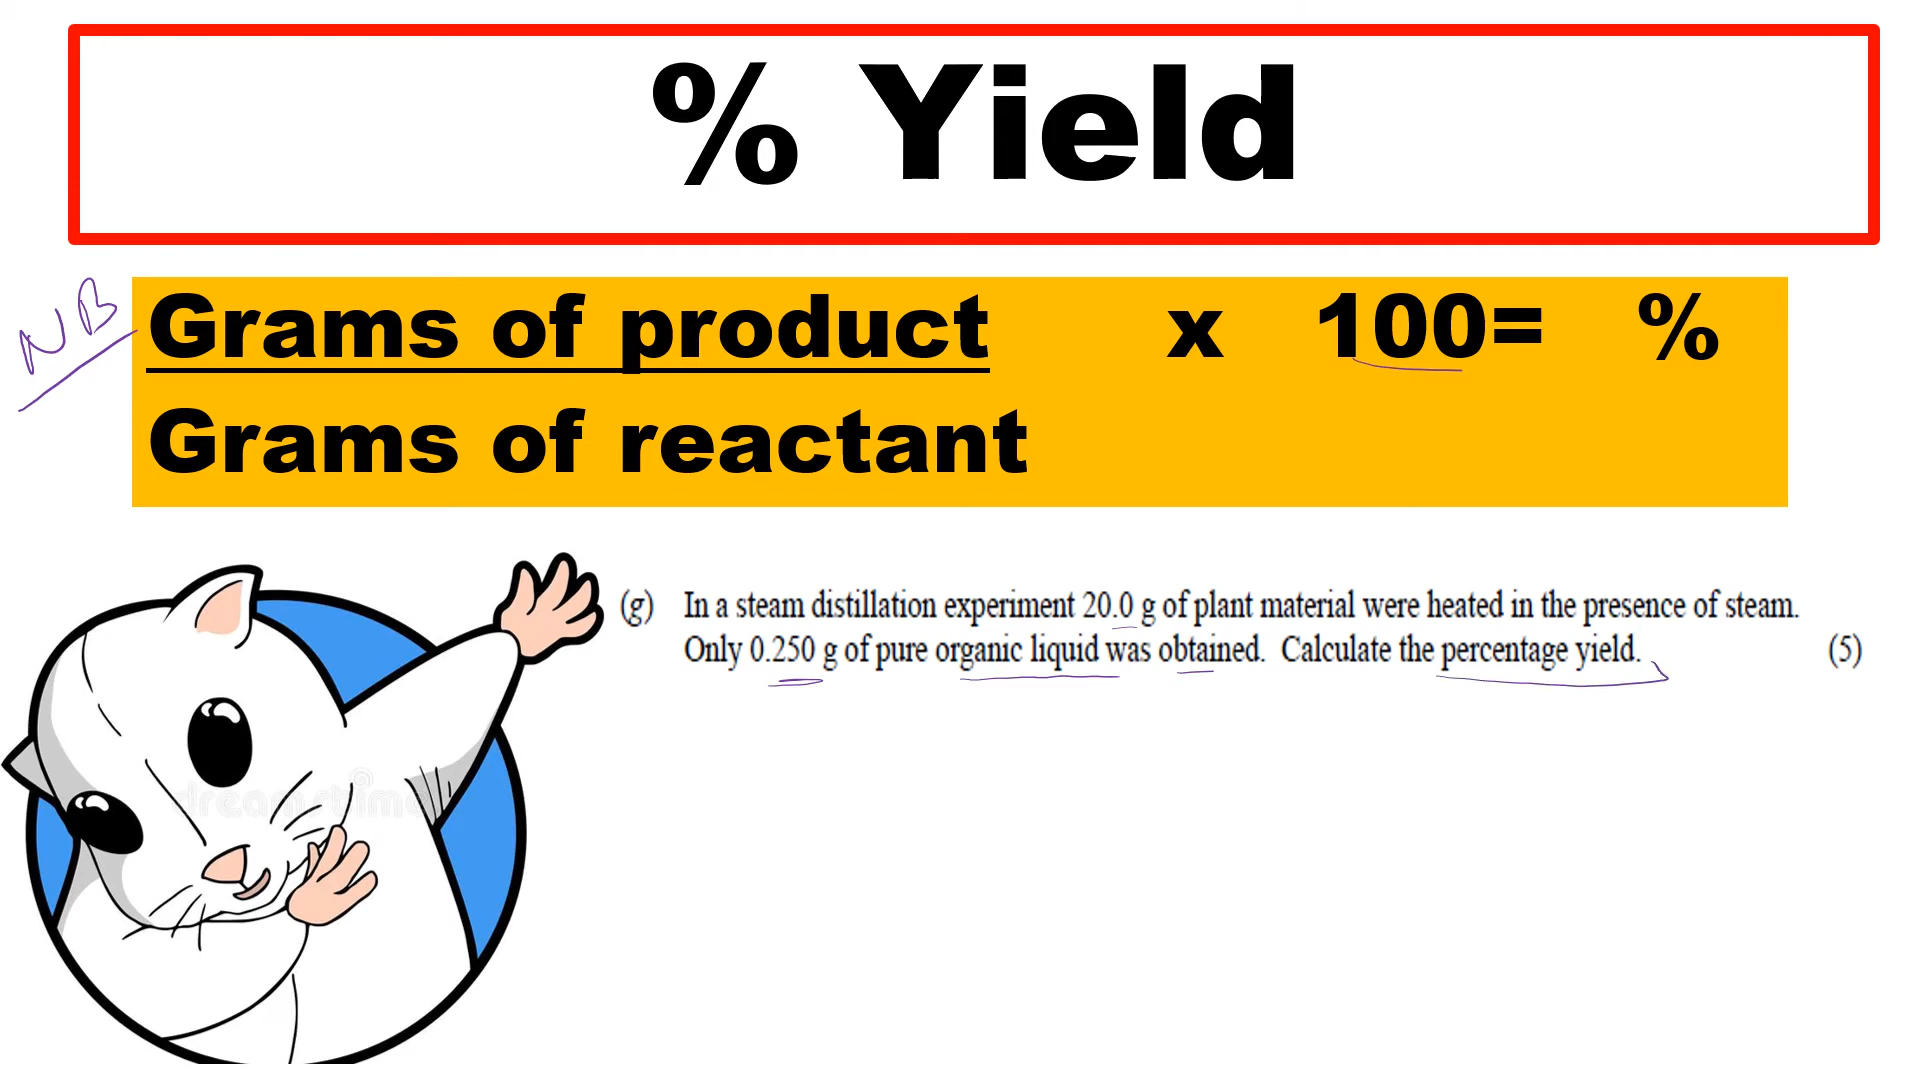 % Yield
NB
Grams of product x 100= %
Grams of reactant
(g) In a steam distillation experiment 20.0 g of plant material were heated in the presence of steam.
Only 0.250 g of pure organic liquid was obtained. Calculate the percentage yield. (5)
dreamstime